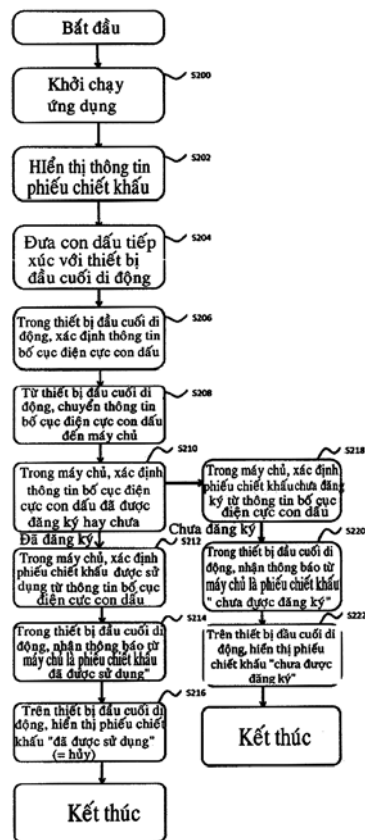 Bắt đầu
S200
Khởi chạy
ứng dụng
S202
HIển thị thông tin
phiếu chiết khấu
S204
Đưa con dấu tiếp
xúc với thiết bị
đầu cuối di động
S206
Trong thiết bị đầu cuối di
động, xác định thông tin
bố cục điện cực con dấu
S208
Từ thiết bị đầu cuối di
động, chuyển thông tin
bố cục điện cực con dấu
đến máy chủ
S210
Trong máy chủ, xác định
thông tin bố cục điện
cực con dấu đã được
đăng ký hay chưa
Đã đăng ký
S212
Trong máy chủ, xác định
phiếu chiết khấu được sử
dụng từ thông tin bố cục
điện cực con dấu
S214
Trong thiết bị đầu cuối di
động, nhận thông báo từ
máy chủ là phiếu chiết khấu
đã được sử dụng"
S216
Trên thiết bị đầu cuối di
động, hiển thị phiếu chiết
khấu "đã được sử dụng"
(= hủy)
Kết thúc
S218
Trong máy chủ, xác định
phiếu chiết khấu chưa đăng
ký từ thông tin bố cục
điện cực con dấu
Chưa đăng ký
S220
Trong thiết bị đầu cuối di
động, nhận thông báo từ
máy chủ là phiếu chiết khấu
"chưa được đăng ký"
S222
Trên thiết bị đầu cuối di
động, hiển thị phiếu
chiết khấu "chưa được
đăng ký"
Kết thúc